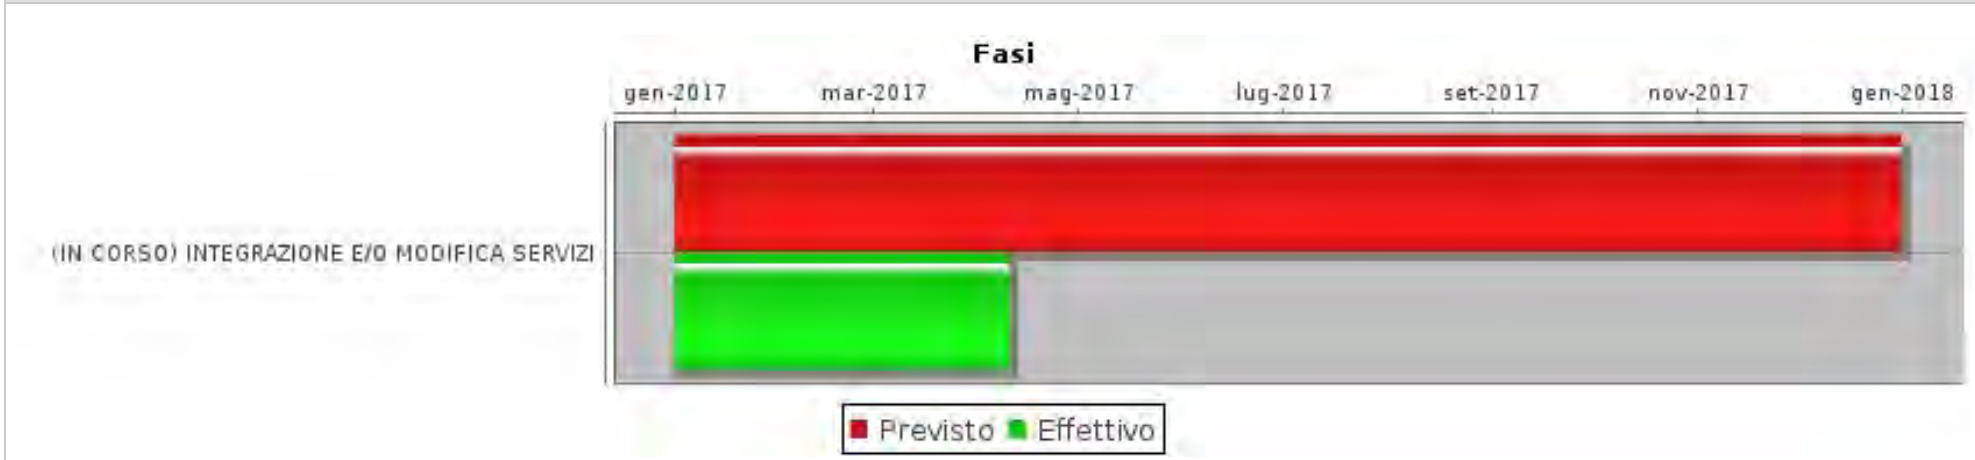 Fasi
gen-2017 mar-2017 mag-2017 lug-2017 set-2017 nov-2017 gen-2018
(IN CORSO) INTEGRAZIONE E/O MODIFICA SERVIZI
Previsto Effettivo